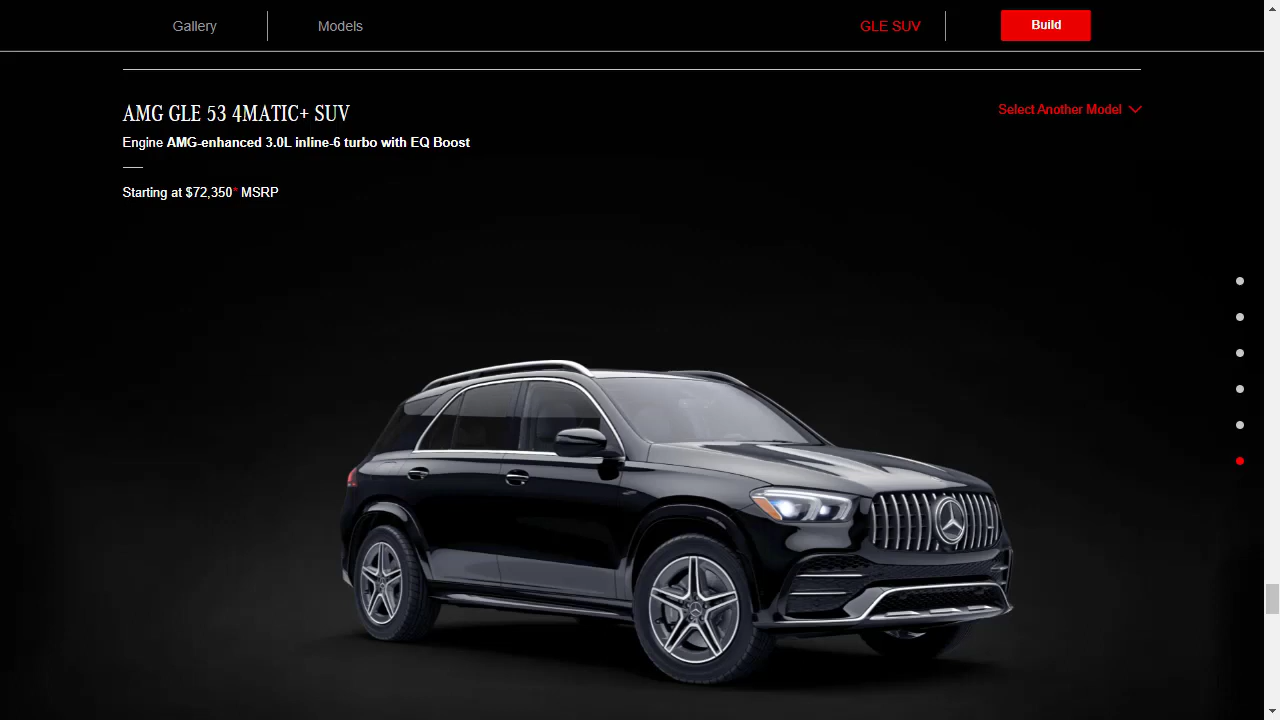 Gallery
Models
GLE SUV
Build
AMG GLE 53 4MATIC+ SUV
Select Another Model
Engine AMG-enhanced 3.0L inline-6 turbo with EQ Boost
Starting at $72,350* MSRP